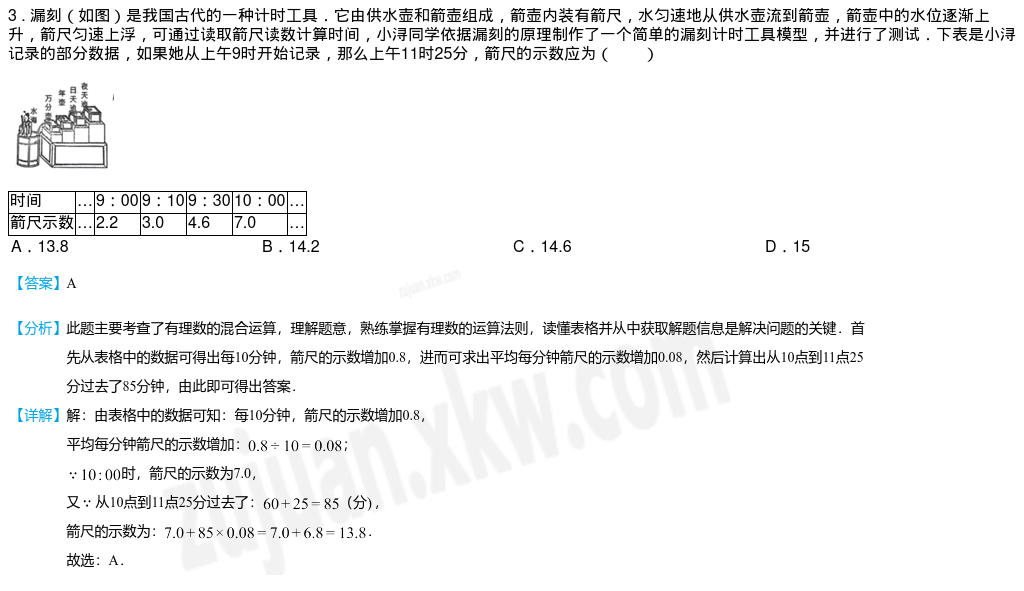 3．漏刻（如图）是我国古代的一种计时工具．它由供水壶和箭壶组成，箭壶内装有箭尺，水匀速地从供水壶流到箭壶，箭壶中的水位逐渐上
升，箭尺匀速上浮，可通过读取箭尺读数计算时间，小浔同学依据漏刻的原理制作了一个简单的漏刻计时工具模型，并进行了测试．下表是小浔
记录的部分数据，如果她从上午9时开始记录，那么上午11时25分，箭尺的示数应为（　　）
夜天池
日天池
年壶
万分壶
水海
时间 … 9：00 9：10 9：30 10：00 …
箭尺示数 … 2.2 3.0 4.6 7.0 …
A．13.8 B．14.2 C．14.6 D．15
【答案】A
【分析】此题主要考查了有理数的混合运算，理解题意，熟练掌握有理数的运算法则，读懂表格并从中获取解题信息是解决问题的关键．首
先从表格中的数据可得出每10分钟，箭尺的示数增加0.8，进而可求出平均每分钟箭尺的示数增加0.08，然后计算出从10点到11点25
分过去了85分钟，由此即可得出答案．
【详解】解：由表格中的数据可知：每10分钟，箭尺的示数增加0.8，
平均每分钟箭尺的示数增加：0.8÷10=0.08；
∵10:00时，箭尺的示数为7.0，
又∵从10点到11点25分过去了：60+25=85（分），
箭尺的示数为：7.0+85×0.08=7.0+6.8=13.8．
故选：A．
zujuan.xkw.com
zujuan.xkw.com